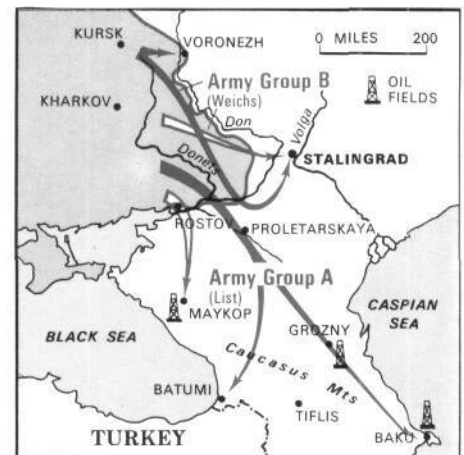 KURSK
VORONEZH
0 MILES 200
Army Group B
(Weichs)
OIL
FIELDS
KHARKOV
Don
Volga
Donets
STALINGRAD
ROSTOV
PROLETARSKAYA
Army Group A
(List)
MAYKOP
CASPIAN
SEA
BLACK SEA
GROZNY
Caucasus Mts
BATUMI
TIFLIS
TURKEY
BAKU